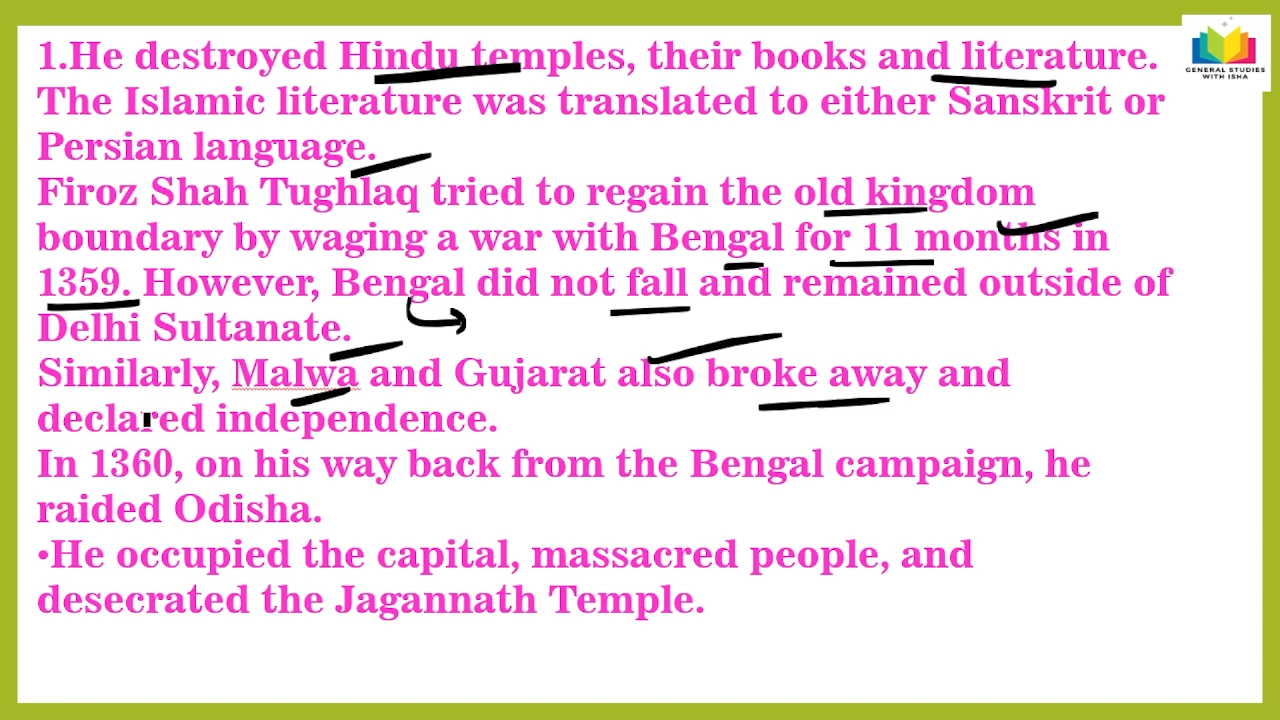 1.He destroyed Hindu temples, their books and literature.
The Islamic literature was translated to either Sanskrit or
Persian language.
Firoz Shah Tughlaq tried to regain the old kingdom
boundary by waging a war with Bengal for 11 months in
1359. However, Bengal did not fall and remained outside of
Delhi Sultanate.
Similarly, Malwa and Gujarat also broke away and
declared independence.
In 1360, on his way back from the Bengal campaign, he
raided Odisha.
•He occupied the capital, massacred people, and
desecrated the Jagannath Temple.
GENERAL STUDIES
WITH ISHA